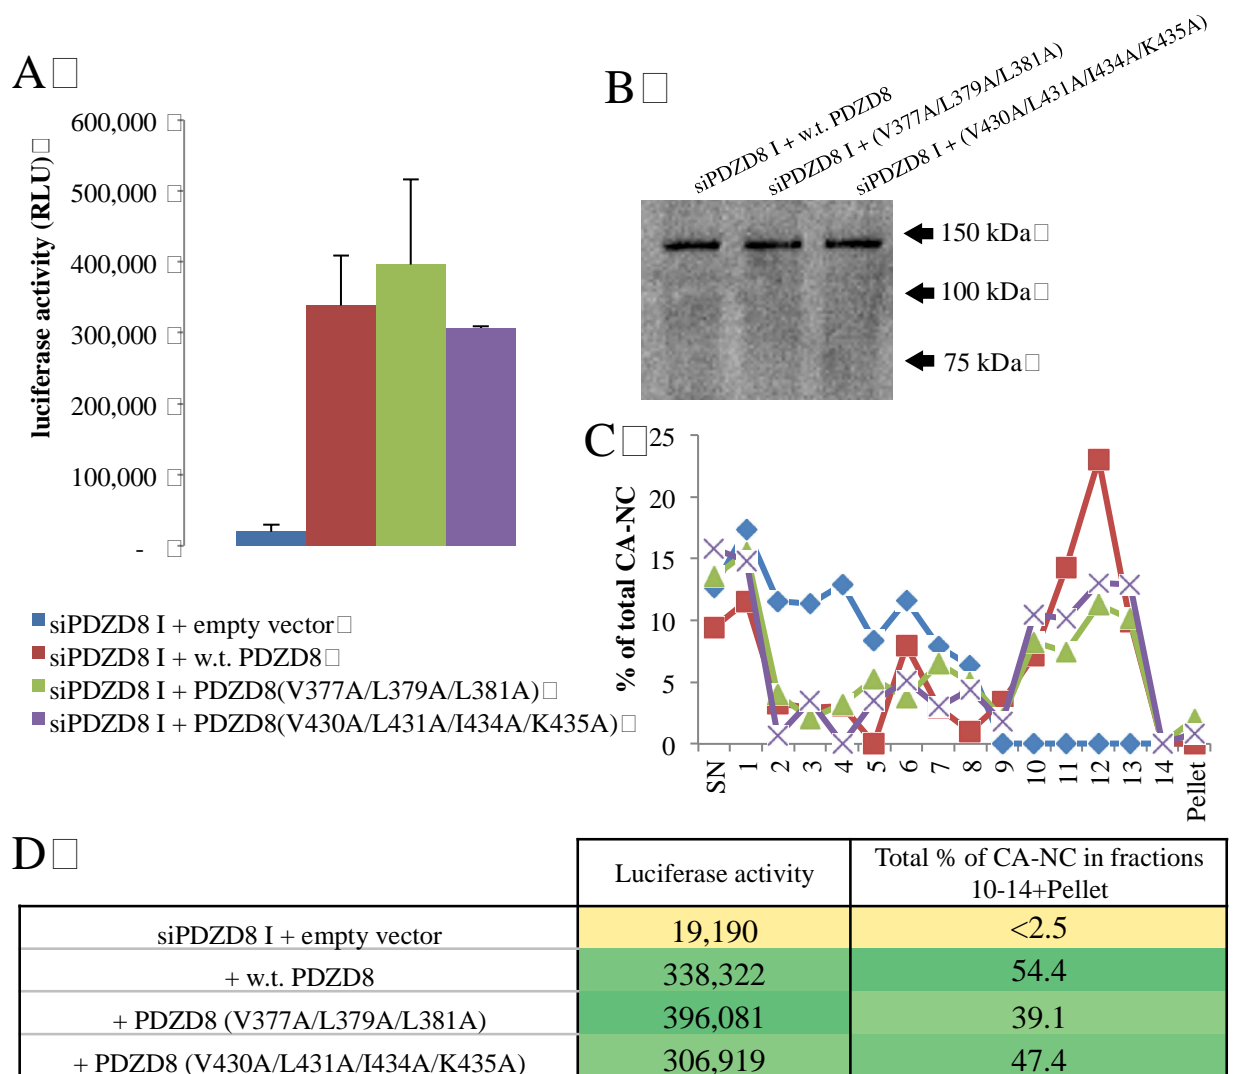 A
luciferase activity (RLU)
600,000
500,000
400,000
300,000
200,000
100,000
-
siPDZD8 I + empty vector
siPDZD8 I + w.t. PDZD8
siPDZD8 I + PDZD8(V377A/L379A/L381A)
siPDZD8 I + PDZD8(V430A/L431A/I434A/K435A)
B
siPDZD8 I + w.t. PDZD8
siPDZD8 I + (V377A/L379A/L381A)
siPDZD8 I + (V430A/L431A/I434A/K435A)
150 kDa
100 kDa
75 kDa
C
% of total CA-NC
25
20
15
10
5
0
SN 1 2 3 4 5 6 7 8 9 10 11 12 13 14 Pellet
D
Luciferase activity
Total % of CA-NC in fractions
10-14+Pellet
siPDZD8 I + empty vector 19,190 <2.5
+ w.t. PDZD8 338,322 54.4
+ PDZD8 (V377A/L379A/L381A) 396,081 39.1
+ PDZD8 (V430A/L431A/I434A/K435A) 306,919 47.4